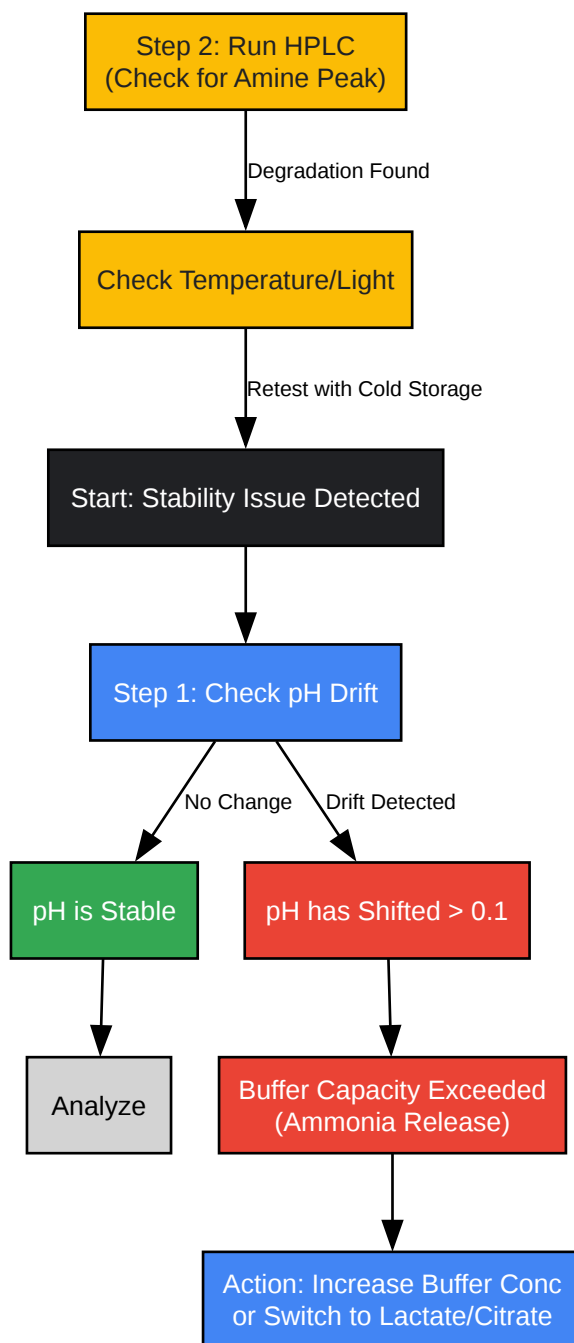 Step 2: Run HPLC
(Check for Amine Peak)
Degradation Found
Check Temperature/Light
Retest with Cold Storage
Start: Stability Issue Detected
Step 1: Check pH Drift
No Change
Drift Detected
pH is Stable
pH has Shifted > 0.1
Analyze
Buffer Capacity Exceeded
(Ammonia Release)
Action: Increase Buffer Conc
or Switch to Lactate/Citrate